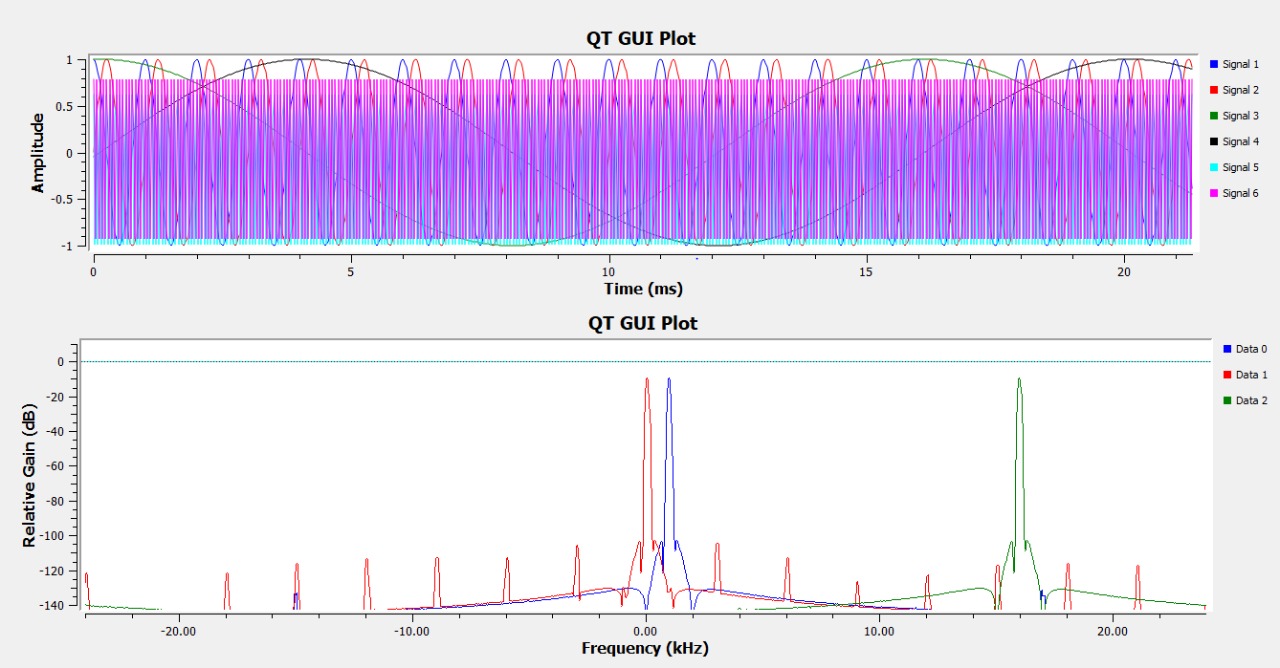 QT GUI Plot
Amplitude
1
0.5
0
-0.5
-1
0
5
10
15
20
Time (ms)
Signal 1
Signal 2
Signal 3
Signal 4
Signal 5
Signal 6
QT GUI Plot
Relative Gain (dB)
0
-20
-40
-60
-80
-100
-120
-140
-20.00
-10.00
0.00
10.00
20.00
Frequency (kHz)
Data 0
Data 1
Data 2